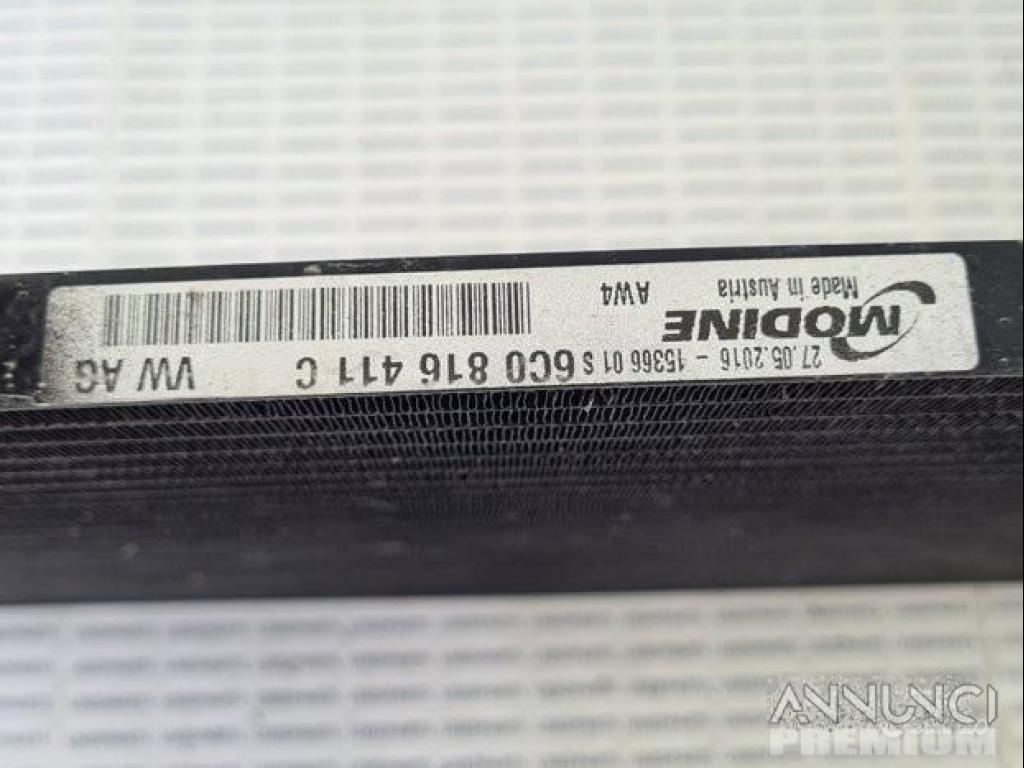 MODINE
Made in Austria
AW4
27.05.2016 - 15366 01 S 6C0 816 411 C VW AG
ANNUNCI
PREMIUM